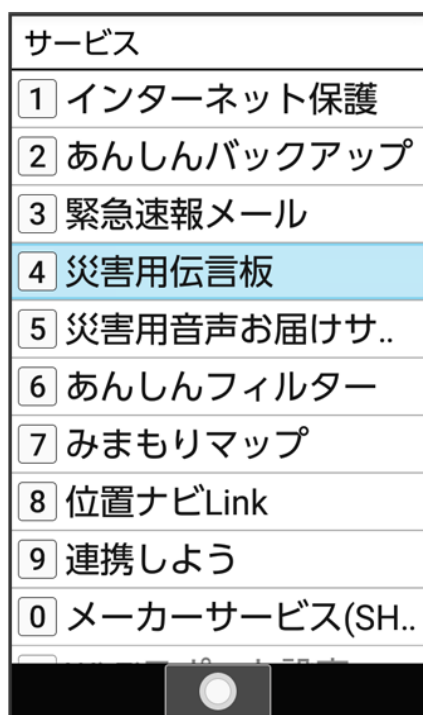 サービス
1 インターネット保護
2 あんしんバックアップ
3 緊急速報メール
4 災害用伝言板
5 災害用音声お届けサ..
6 あんしんフィルター
7 みまもりマップ
8 位置ナビLink
9 連携しよう
0 メーカーサービス(SH..